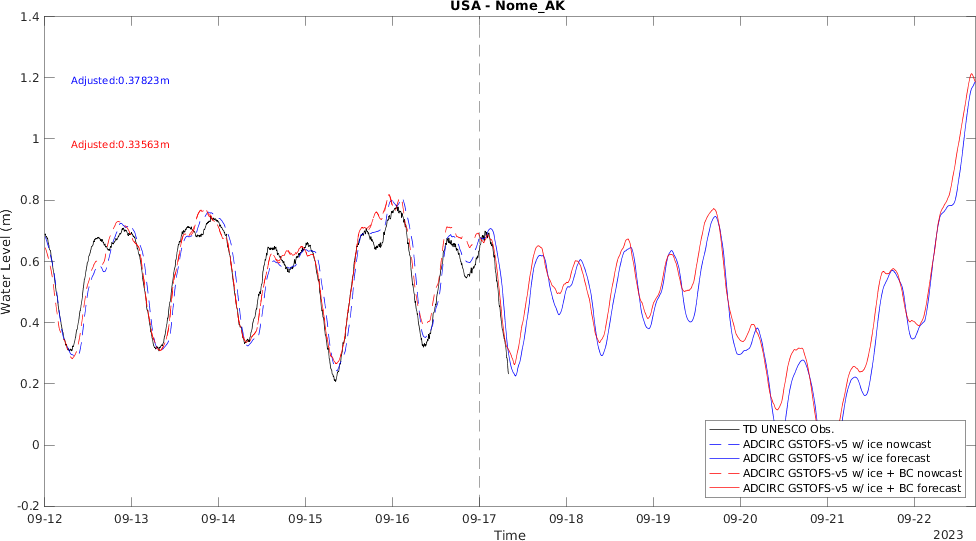 USA - Nome_AK
1.4
1.2
1
0.8
0.6
0.4
0.2
0
-0.2
Water Level (m)
Adjusted:0.37823m
Adjusted:0.33563m
TD UNESCO Obs.
ADCIRC GSTOFS-v5 w/ ice nowcast
ADCIRC GSTOFS-v5 w/ ice forecast
ADCIRC GSTOFS-v5 w/ ice + BC nowcast
ADCIRC GSTOFS-v5 w/ ice + BC forecast
09-12 09-13 09-14 09-15 09-16 09-17 09-18 09-19 09-20 09-21 09-22
Time
2023